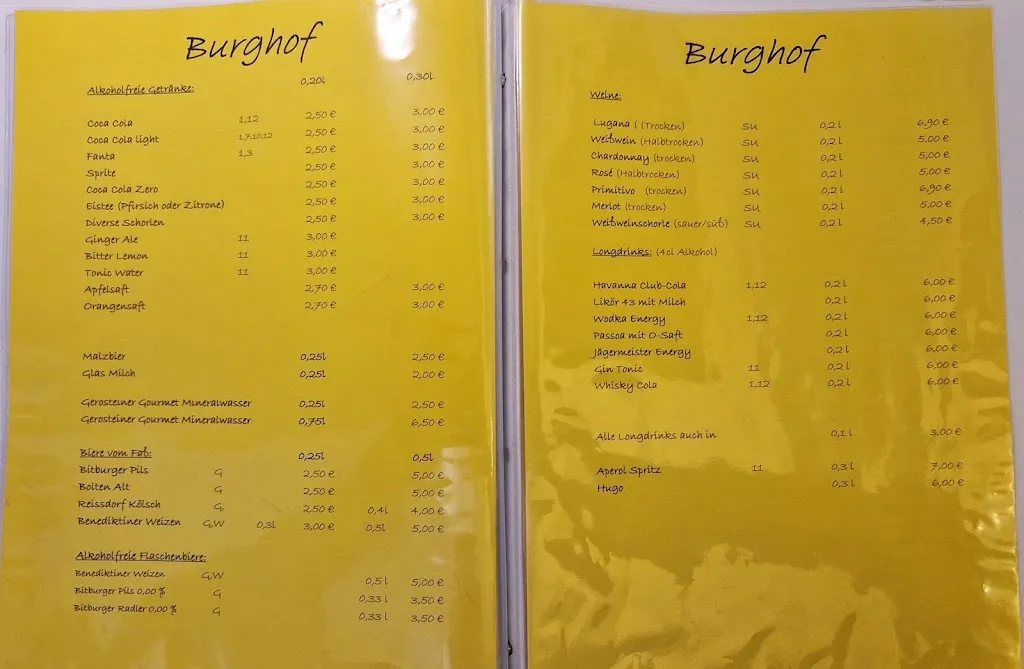 Burghof
Alkoholfreie Getränke: 0,20l 0,30l
Coca Cola 1,12 2,50 € 3,00 €
Coca Cola light 1,7,10,12 2,50 € 3,00 €
Fanta 1,3 2,50 € 3,00 €
Sprite 2,50 € 3,00 €
Coca Cola Zero 2,50 € 3,00 €
Eistee (Pfirsich oder Zitrone) 2,50 € 3,00 €
Diverse Schorlen 2,50 € 3,00 €
Ginger Ale 11 3,00 €
Bitter Lemon 11 3,00 €
Tonic Water 11 3,00 €
Apfelsaft 2,70 € 3,00 €
Orangensaft 2,70 € 3,00 €
Malzbier 0,25l 2,50 €
Glas Milch 0,25l 2,00 €
Gerosteiner Gourmet Mineralwasser 0,25l 2,50 €
Gerosteiner Gourmet Mineralwasser 0,75l 6,50 €
Biere vom Faß: 0,25l 0,5l
Bitburger Pils G 2,50 € 5,00 €
Bolten Alt G 2,50 € 5,00 €
Reissdorf Kölsch G, 2,50 € 0,4l 4,00 €
Benediktiner Weizen G,W 0,3l 3,00 € 0,5l 5,00 €
Alkoholfreie Flaschenbiere:
Benediktiner Weizen G,W 0,5 l 5,00 €
Bitburger Pils 0,00 % G 0,33 l 3,50 €
Bitburger Radler 0,00 % G 0,33 l 3,50 €
Burghof
Weine:
Lugana ( (Trocken) SU 0,2 l 6,90 €
Weißwein (Halbtrocken) SU 0,2 l 5,00 €
Chardonnay (trocken) SU 0,2 l 5,00 €
Rosé (Halbtrocken) SU 0,2 l 5,00 €
Primitivo (trocken) SU 0,2 l 6,90 €
Merlot (trocken) SU 0,2 l 5,00 €
Weißweinschorle (sauer/süß) SU 0,2 l 4,50 €
Longdrinks: (4cl Alkohol)
Havanna Club-Cola 1,12 0,2 l 6,00 €
Likör 43 mit Milch 0,2 l 6,00 €
Wodka Energy 1,12 0,2 l 6,00 €
Passoa mit O-Saft 0,2 l 6,00 €
Jägermeister Energy 0,2 l 6,00 €
Gin Tonic 11 0,2 l 6,00 €
Whisky Cola 1,12 0,2 l 6,00 €
Alle Longdrinks auch in 0,1 l 3,00 €
Aperol Spritz 11 0,3 l 7,00 €
Hugo 0,3 l 6,00 €